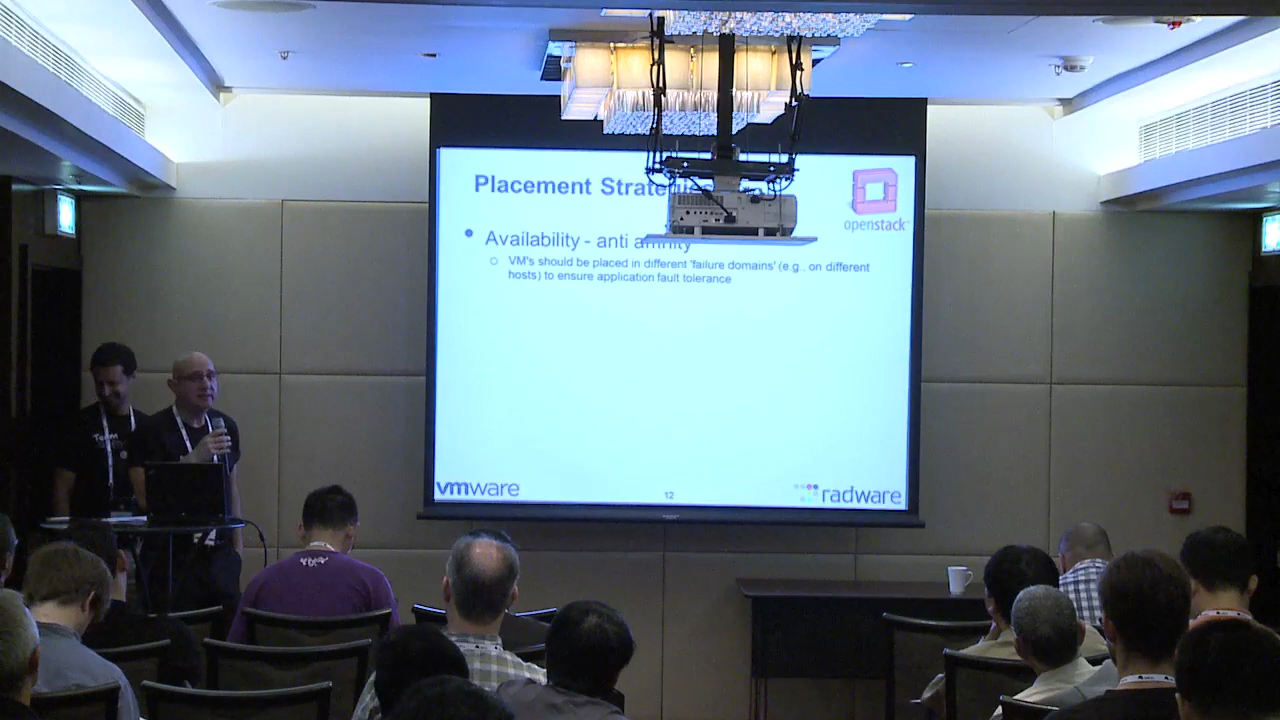 Placement
openstack
Availability - anti affinity
VM's should be placed in different 'failure domains' (e.g., on different
hosts) to ensure application fault tolerance
vmware
12
radware